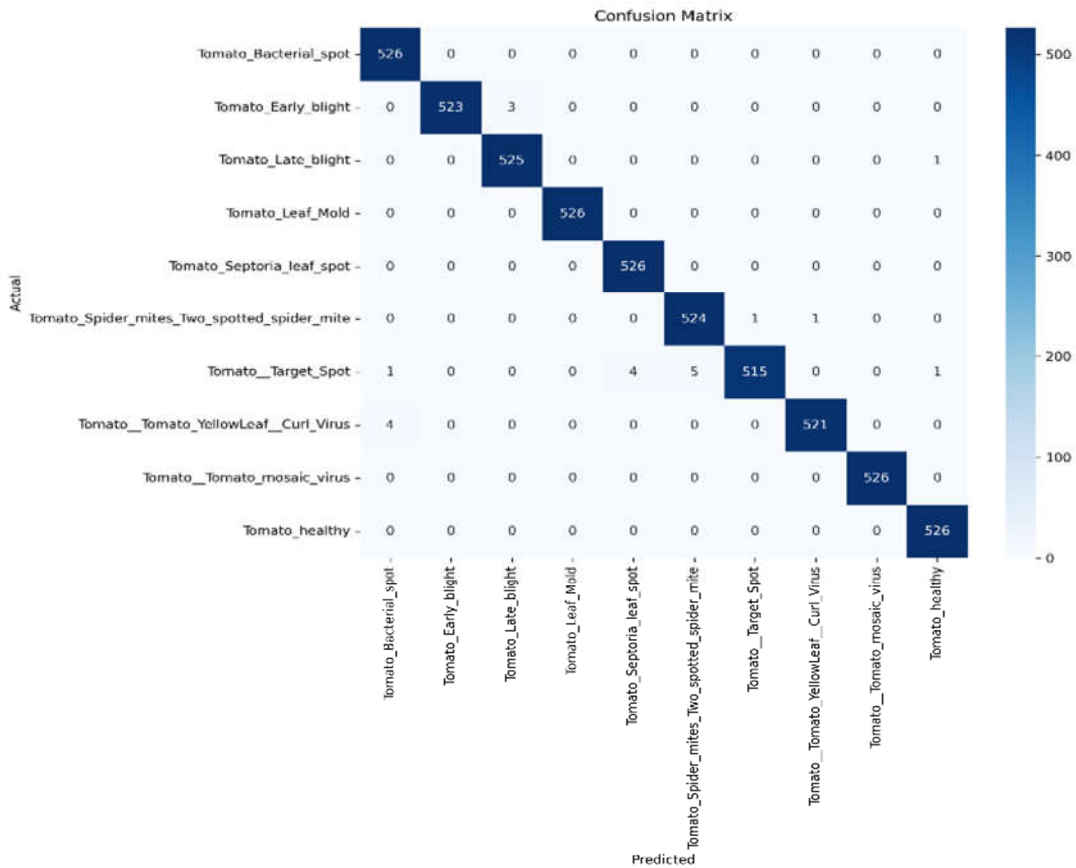 Confusion Matrix
Tomato_Bacterial_spot 526 0 0 0 0 0 0 0 0 0
Tomato_Early_blight 0 523 3 0 0 0 0 0 0 0
Tomato_Late_blight 0 0 525 0 0 0 0 0 0 1
Tomato_Leaf_Mold 0 0 0 526 0 0 0 0 0 0
Tomato_Septoria_leaf_spot 0 0 0 0 526 0 0 0 0 0
Tomato_Spider_mites_Two_spotted_spider_mite 0 0 0 0 0 524 1 1 0 0
Tomato__Target_Spot 1 0 0 0 4 5 515 0 0 1
Tomato__Tomato_YellowLeaf__Curl_Virus 4 0 0 0 0 0 0 521 0 0
Tomato__Tomato_mosaic_virus 0 0 0 0 0 0 0 0 526 0
Tomato_healthy 0 0 0 0 0 0 0 0 0 526
Actual
Tomato_Bacterial_spot
Tomato_Early_blight
Tomato_Late_blight
Tomato_Leaf_Mold
Tomato_Septoria_leaf_spot
Tomato_Spider_mites_Two_spotted_spider_mite
Tomato__Target_Spot
Tomato__Tomato_YellowLeaf__Curl_Virus
Tomato__Tomato_mosaic_virus
Tomato_healthy
Predicted
500
400
300
200
100
0